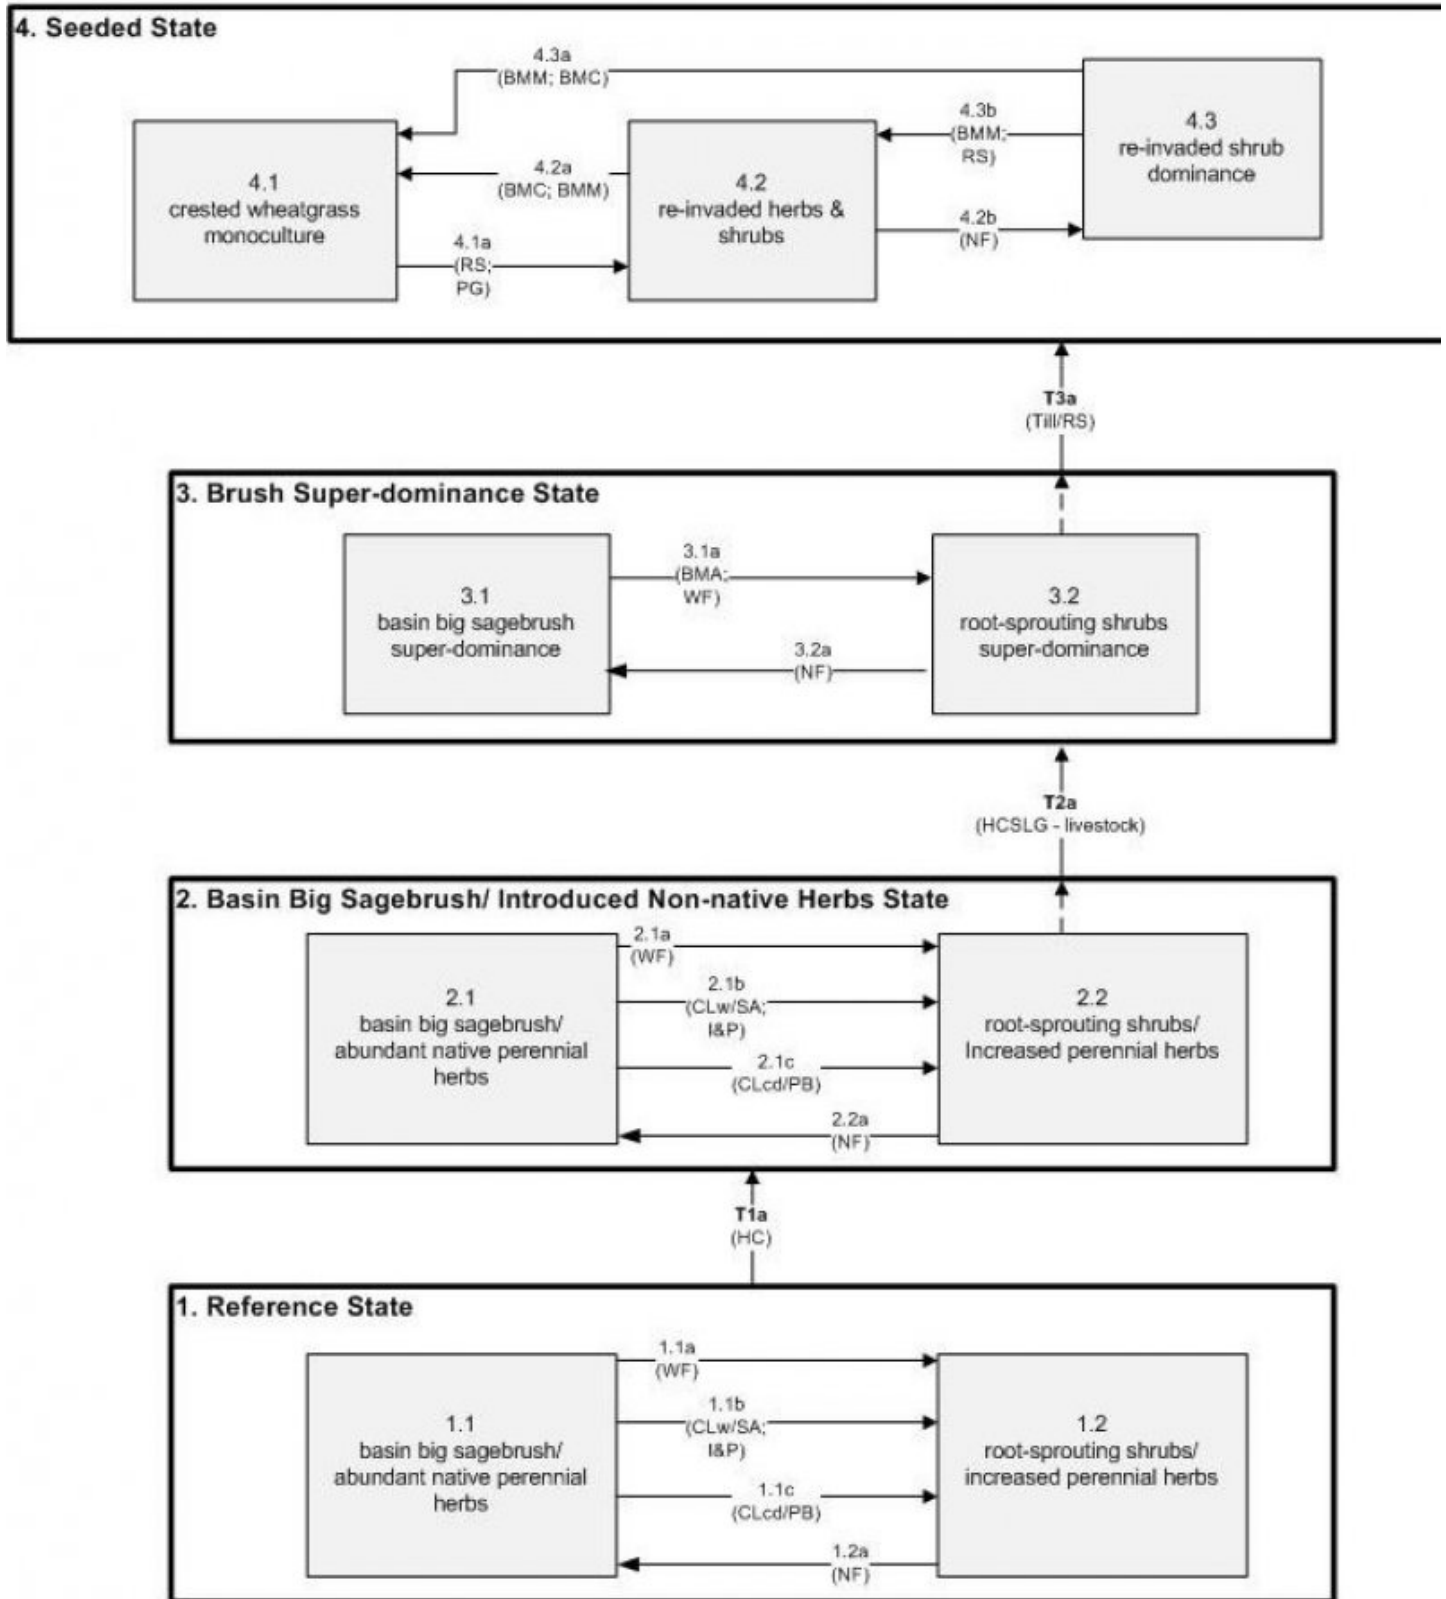 4. Seeded State
4.3a
(BMM; BMC)
4.3b
(BMM;
RS)
4.3
re-invaded shrub
dominance
4.1
crested wheatgrass
monoculture
4.2a
(BMC; BMM)
4.1a
(RS;
PG)
4.2
re-invaded herbs &
shrubs
4.2b
(NF)
T3a
(Till/RS)
3. Brush Super-dominance State
3.1
basin big sagebrush
super-dominance
3.1a
(BMA;
WF)
3.2a
(NF)
3.2
root-sprouting shrubs
super-dominance
T2a
(HCSLG - livestock)
2. Basin Big Sagebrush/ Introduced Non-native Herbs State
2.1
basin big sagebrush/
abundant native perennial
herbs
2.1a
(WF)
2.1b
(CLw/SA;
I&P)
2.1c
(CLcd/PB)
2.2a
(NF)
2.2
root-sprouting shrubs/
Increased perennial herbs
T1a
(HC)
1. Reference State
1.1
basin big sagebrush/
abundant native perennial
herbs
1.1a
(WF)
1.1b
(CLw/SA;
I&P)
1.1c
(CLcd/PB)
1.2a
(NF)
1.2
root-sprouting shrubs/
increased perennial herbs